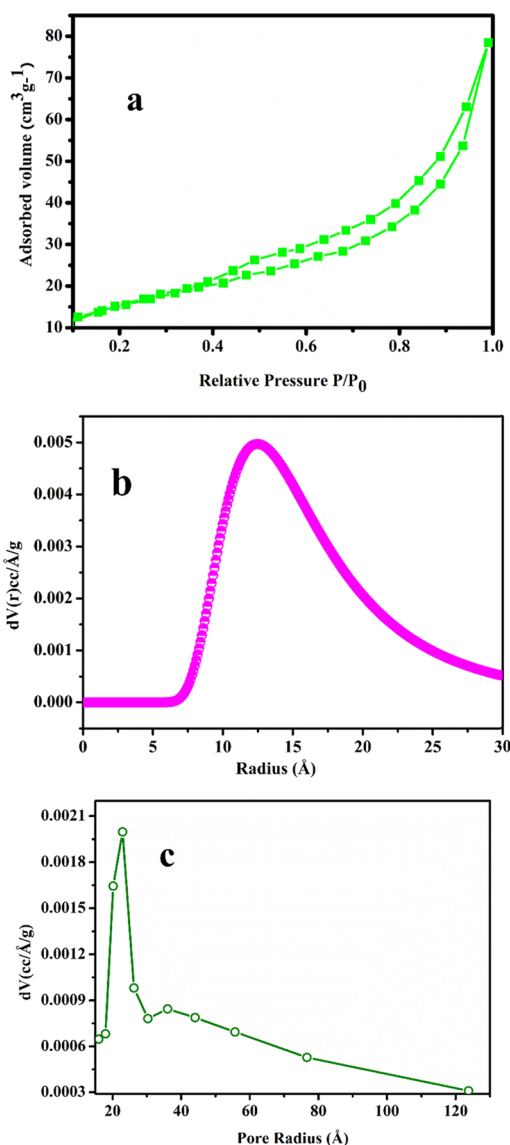 80
70
60
50
40
30
20
10
Adsorbed volume (cm³g-1)
a
0.2 0.4 0.6 0.8 1.0
Relative Pressure P/P₀
0.005
0.004
0.003
0.002
0.001
0.000
dV(r)cc/Å/g
b
0 5 10 15 20 25 30
Radius (Å)
0.0021
0.0018
0.0015
0.0012
0.0009
0.0006
0.0003
dV(cc/Å/g)
c
20 40 60 80 100 120
Pore Radius (Å)